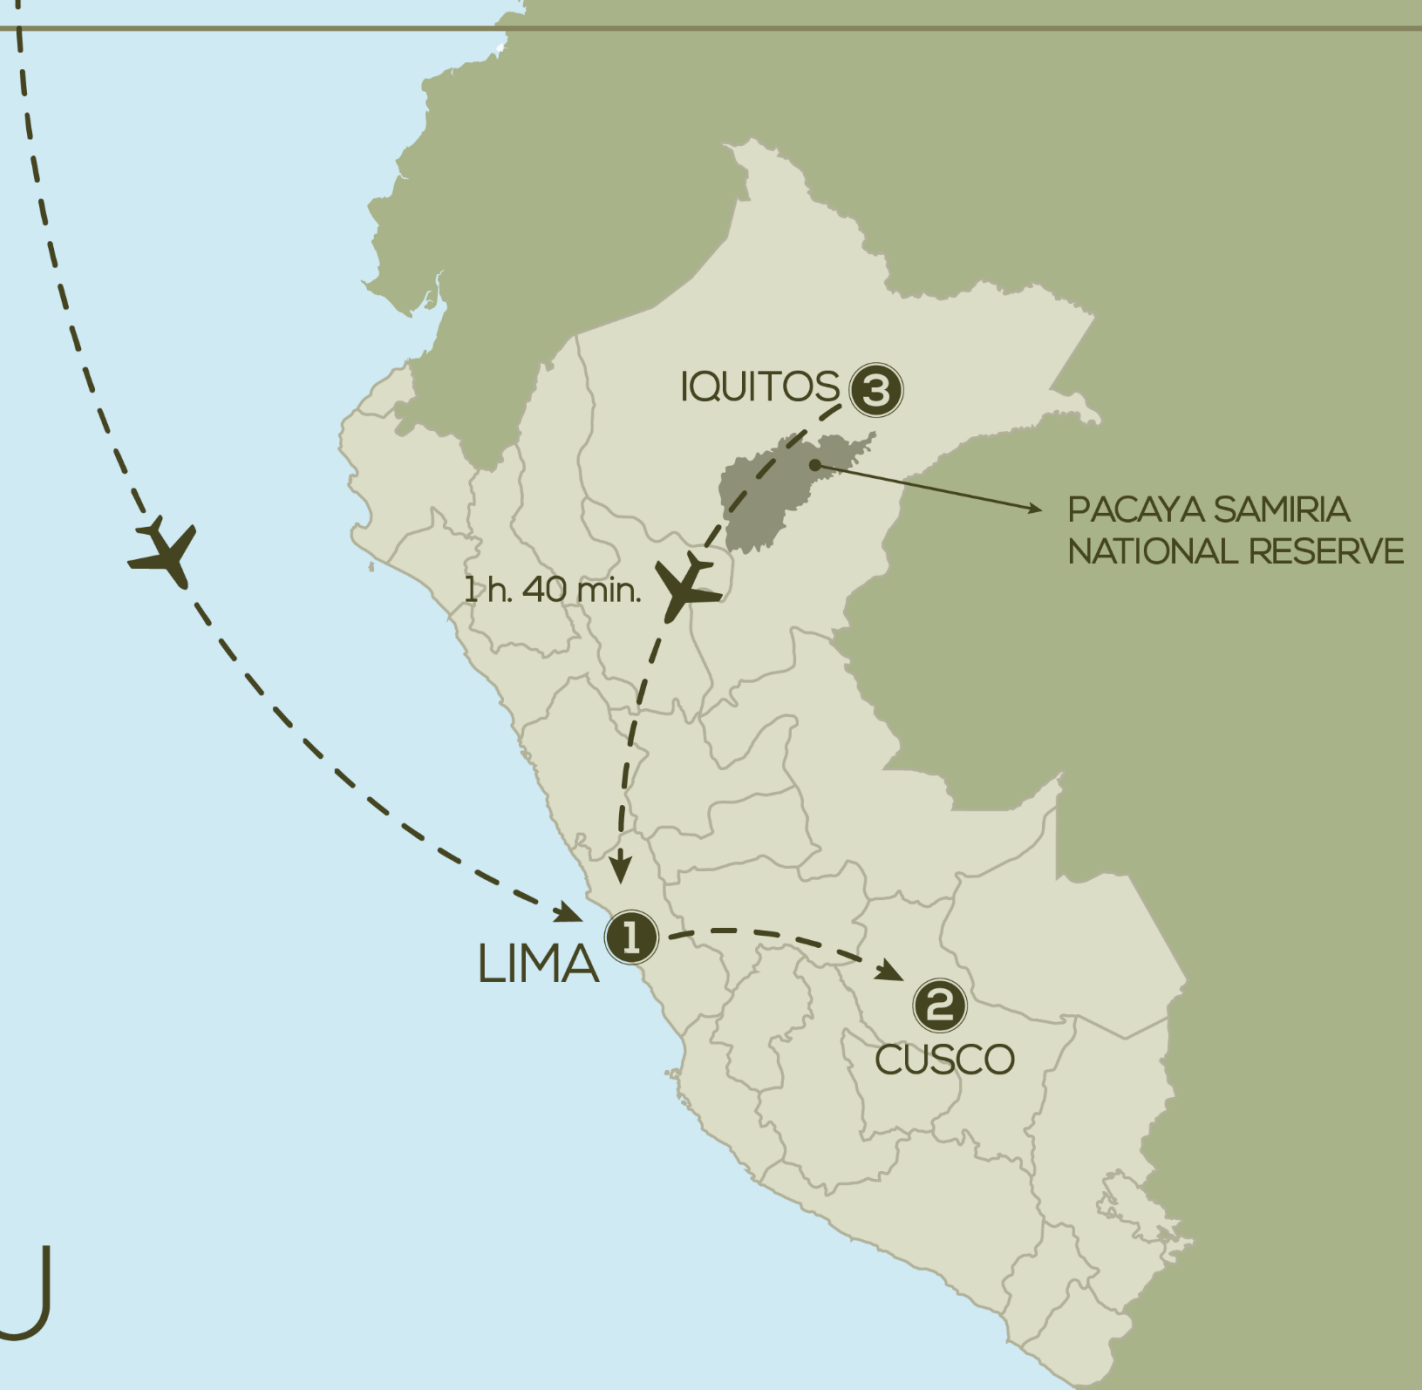 IQUITOS 3
PACAYA SAMIRIA
NATIONAL RESERVE
1 h. 40 min.
1
LIMA
2
CUSCO
U